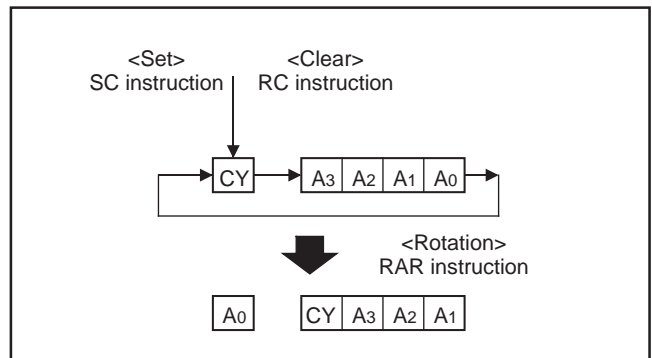 <Set>
SC instruction
<Clear>
RC instruction
CY
A3 A2 A1 A0
<Rotation>
RAR instruction
A0
CY A3 A2 A1